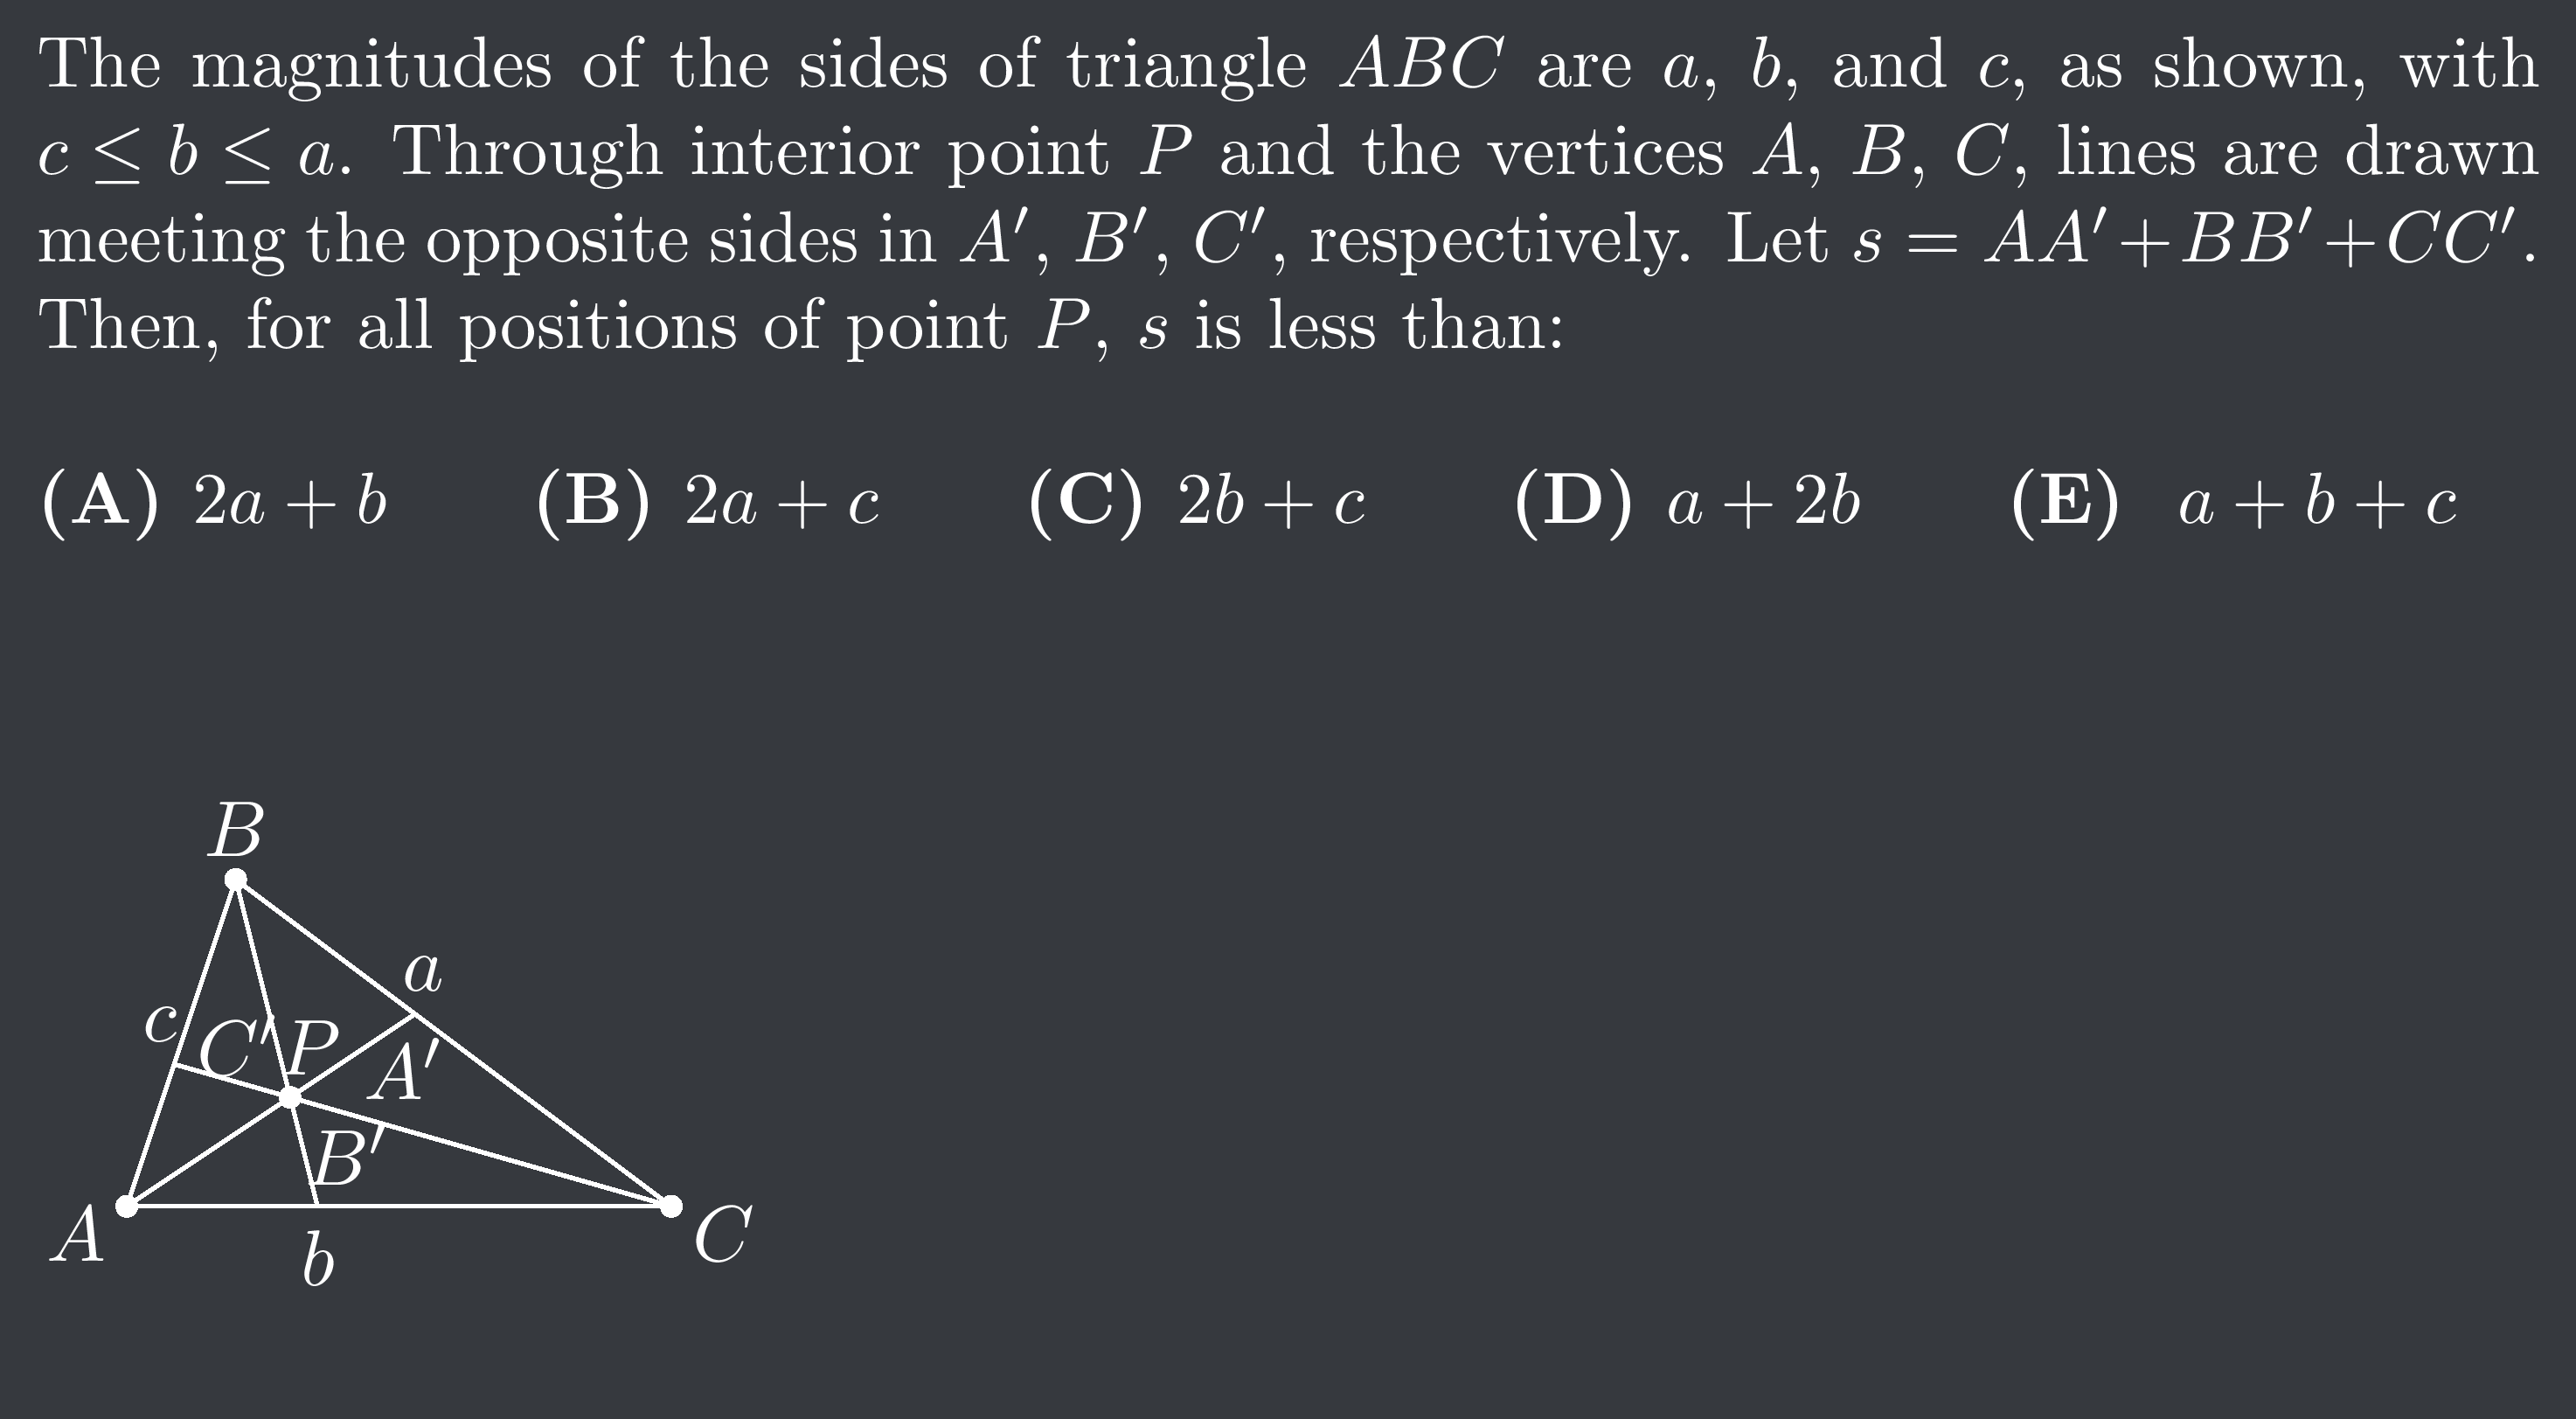 The magnitudes of the sides of triangle ABC are a, b, and c, as shown, with
c ≤ b ≤ a. Through interior point P and the vertices A, B, C, lines are drawn
meeting the opposite sides in A′, B′, C′, respectively. Let s = AA′+BB′+CC′.
Then, for all positions of point P, s is less than:
(A) 2a + b (B) 2a + c (C) 2b + c (D) a + 2b (E) a + b + c
B
a
c C′ P
A′
B′
A C
b